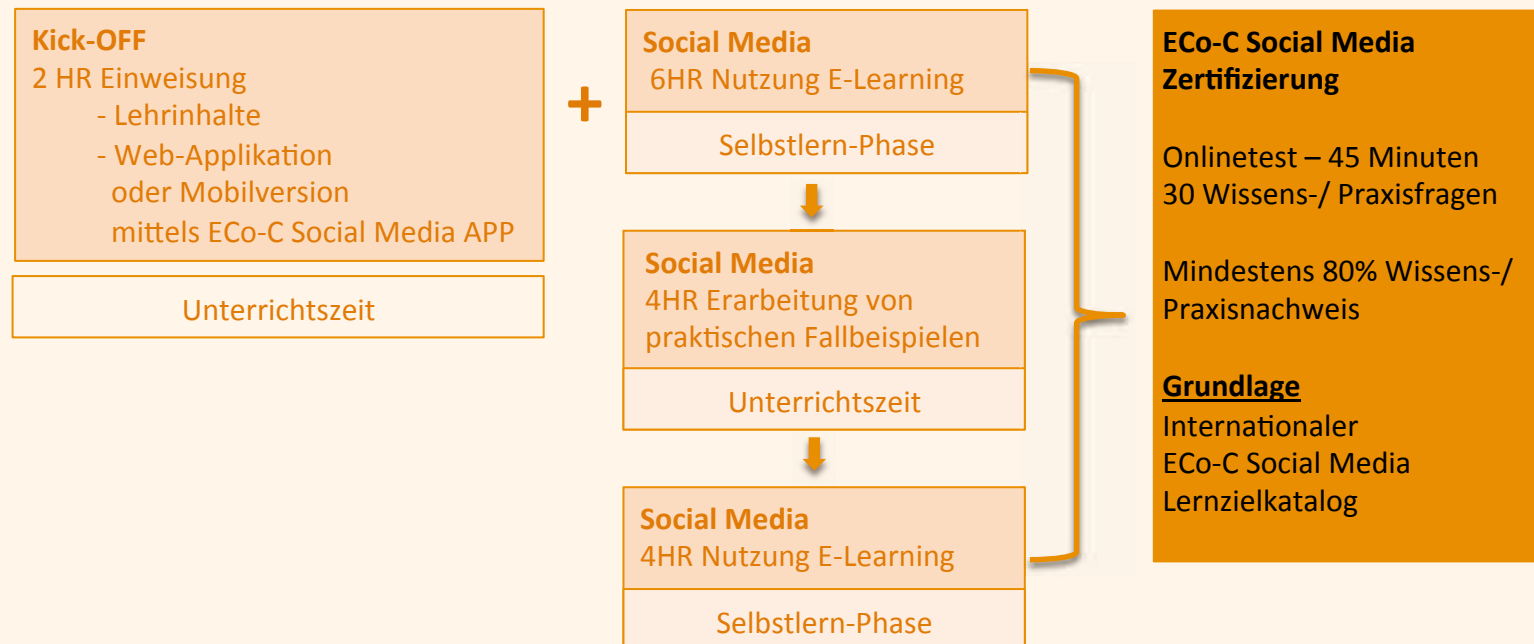 Kick-OFF
2 HR Einweisung
- Lehrinhalte
- Web-Applikation
oder Mobilversion
mittels ECo-C Social Media APP
Unterrichtszeit
+
Social Media
6HR Nutzung E-Learning
Selbstlern-Phase
Social Media
4HR Erarbeitung von
praktischen Fallbeispielen
Unterrichtszeit
Social Media
4HR Nutzung E-Learning
Selbstlern-Phase
ECo-C Social Media
Zertifizierung
Onlinetest – 45 Minuten
30 Wissens-/ Praxisfragen
Mindestens 80% Wissens-/
Praxisnachweis
Grundlage
Internationaler
ECo-C Social Media
Lernzielkatalog